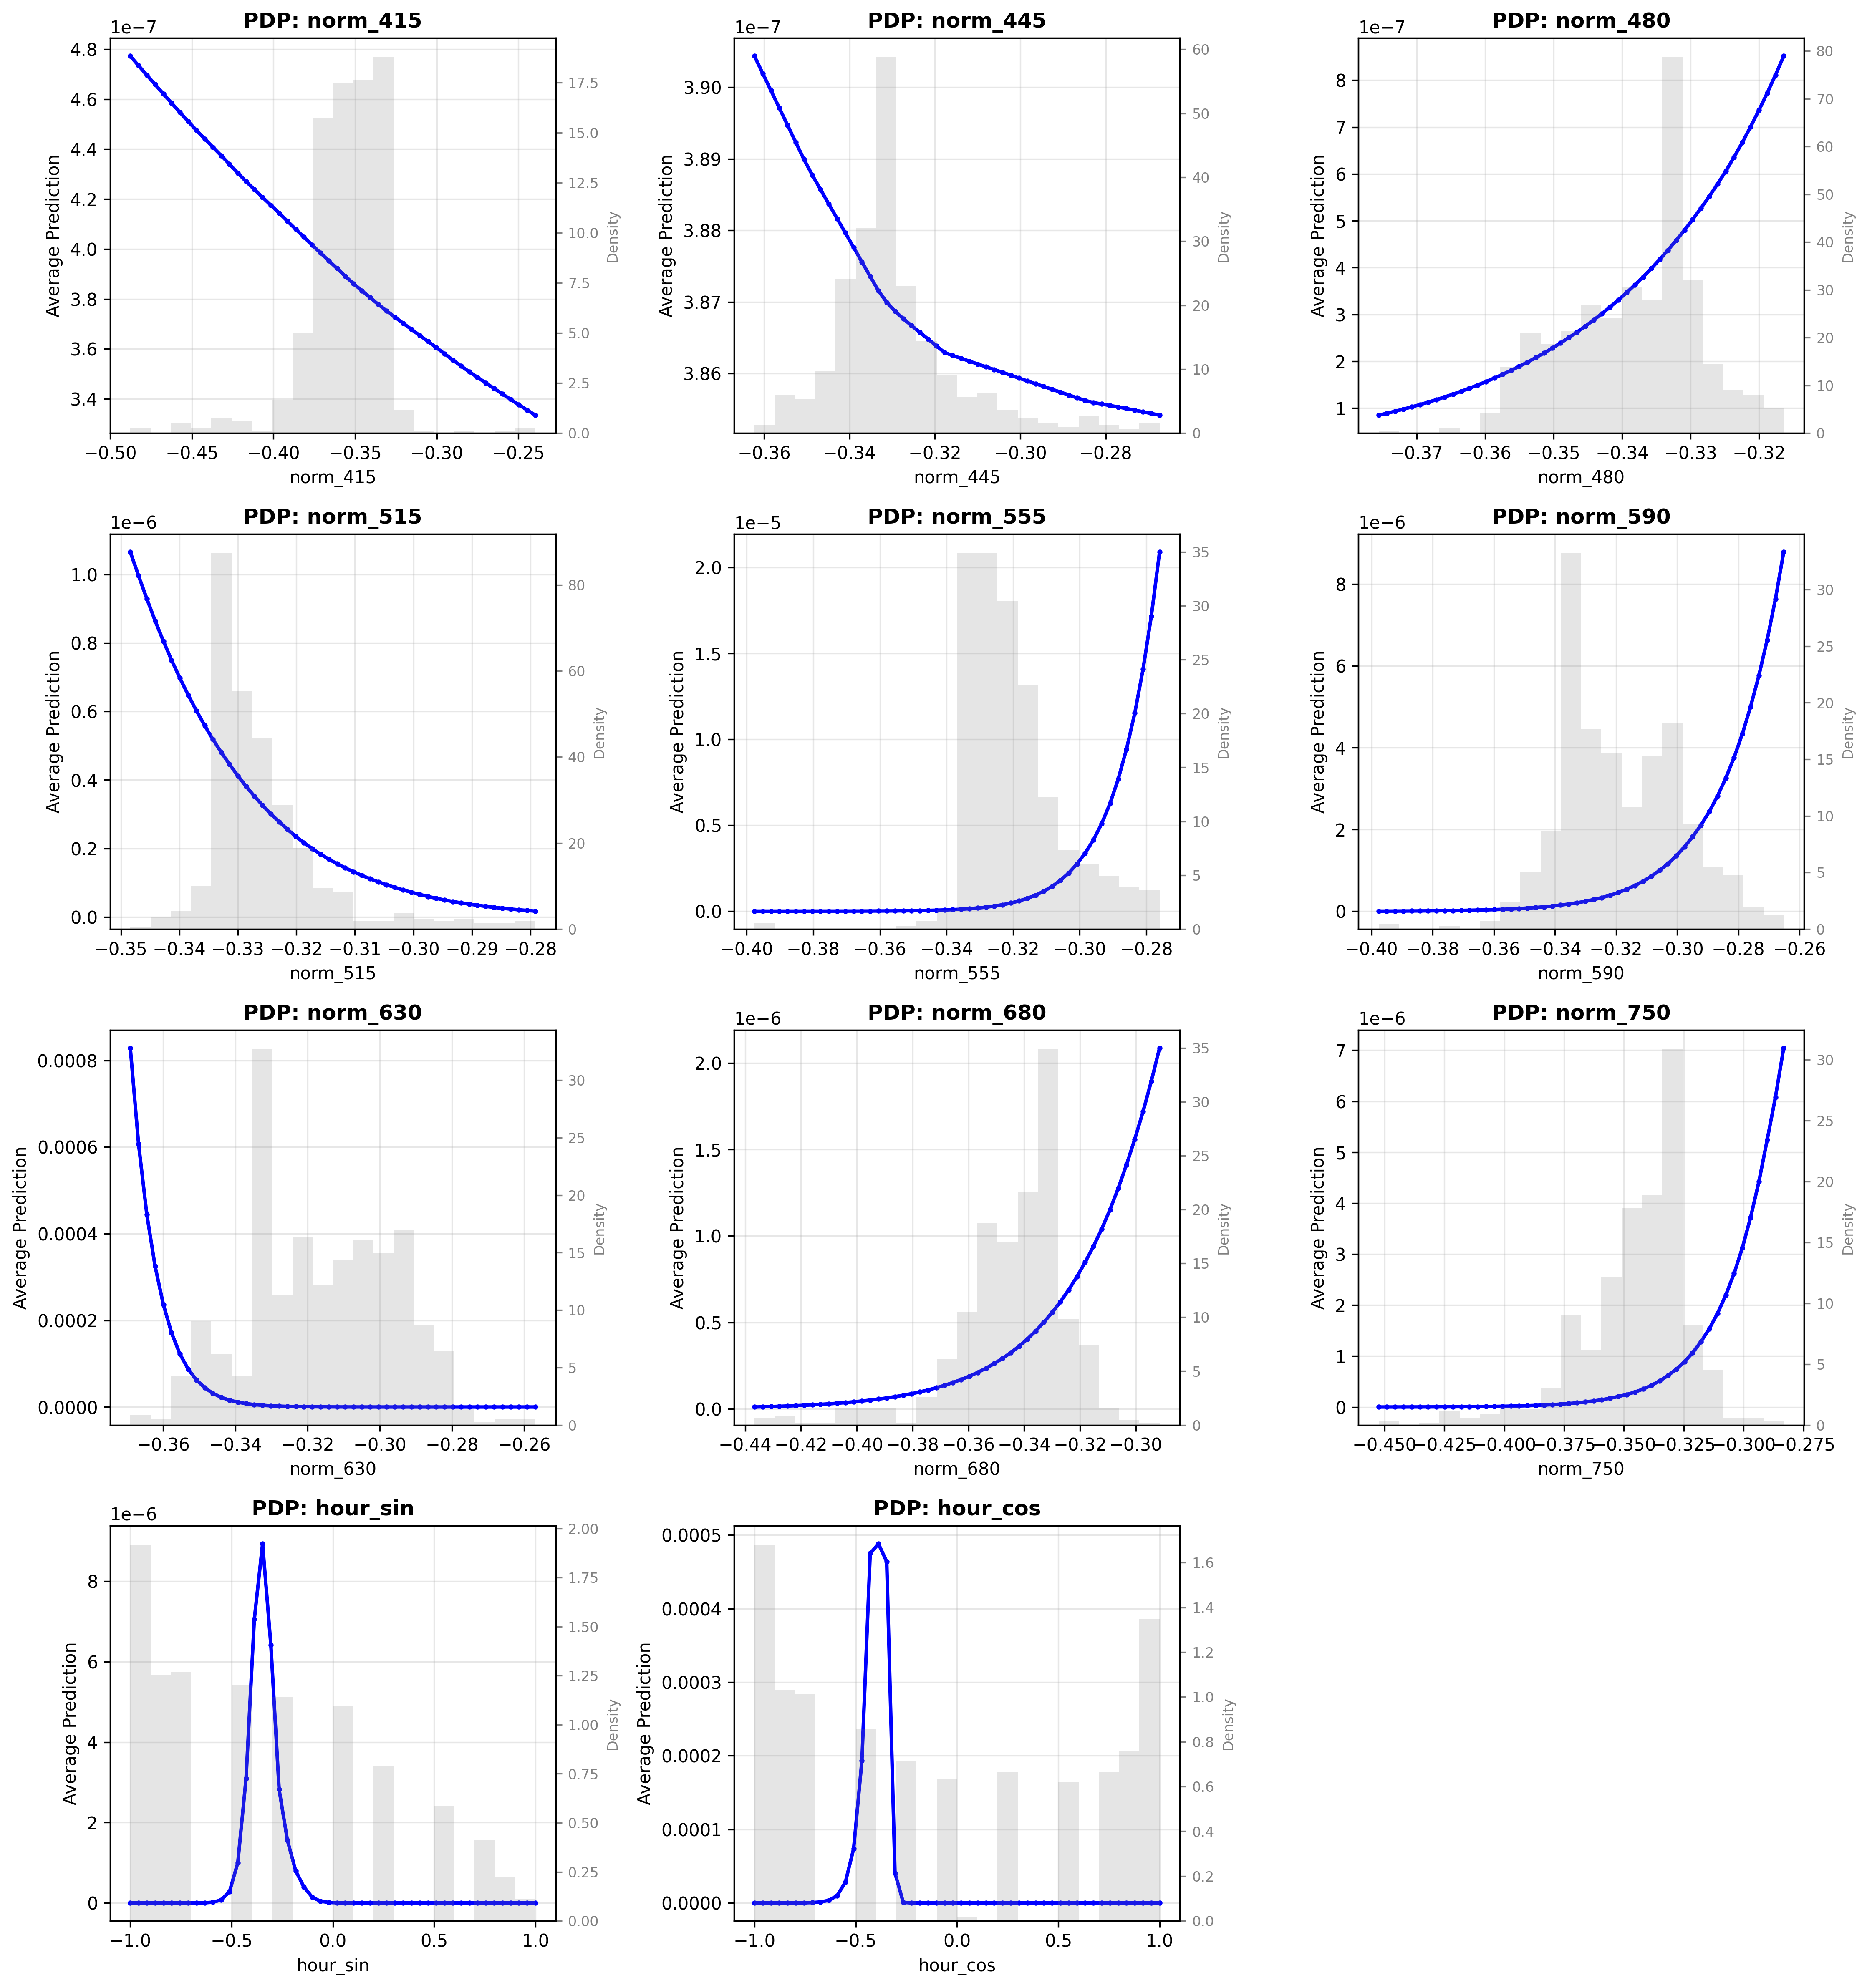 PDP: norm_415
1e−7
4.8
4.6
4.4
4.2
4.0
3.8
3.6
3.4
Average Prediction
17.5
15.0
12.5
10.0
7.5
5.0
2.5
0.0
Density
−0.50 −0.45 −0.40 −0.35 −0.30 −0.25
norm_415
PDP: norm_445
1e−7
3.90
3.89
3.88
3.87
3.86
Average Prediction
60
50
40
30
20
10
0
Density
−0.36 −0.34 −0.32 −0.30 −0.28
norm_445
PDP: norm_480
1e−7
8
7
6
5
4
3
2
1
Average Prediction
80
70
60
50
40
30
20
10
0
Density
−0.37 −0.36 −0.35 −0.34 −0.33 −0.32
norm_480
PDP: norm_515
1e−6
1.0
0.8
0.6
0.4
0.2
0.0
Average Prediction
80
60
40
20
0
Density
−0.35 −0.34 −0.33 −0.32 −0.31 −0.30 −0.29 −0.28
norm_515
PDP: norm_555
1e−5
2.0
1.5
1.0
0.5
0.0
Average Prediction
35
30
25
20
15
10
5
0
Density
−0.40 −0.38 −0.36 −0.34 −0.32 −0.30 −0.28
norm_555
PDP: norm_590
1e−6
8
6
4
2
0
Average Prediction
30
25
20
15
10
5
0
Density
−0.40 −0.38 −0.36 −0.34 −0.32 −0.30 −0.28 −0.26
norm_590
PDP: norm_630
0.0008
0.0006
0.0004
0.0002
0.0000
Average Prediction
30
25
20
15
10
5
0
Density
−0.36 −0.34 −0.32 −0.30 −0.28 −0.26
norm_630
PDP: norm_680
1e−6
2.0
1.5
1.0
0.5
0.0
Average Prediction
35
30
25
20
15
10
5
0
Density
−0.44 −0.42 −0.40 −0.38 −0.36 −0.34 −0.32 −0.30
norm_680
PDP: norm_750
1e−6
7
6
5
4
3
2
1
0
Average Prediction
30
25
20
15
10
5
0
Density
−0.450 −0.425 −0.400 −0.375 −0.350 −0.325 −0.300 −0.275
norm_750
PDP: hour_sin
1e−6
8
6
4
2
0
Average Prediction
2.00
1.75
1.50
1.25
1.00
0.75
0.50
0.25
0.00
Density
−1.0 −0.5 0.0 0.5 1.0
hour_sin
PDP: hour_cos
0.0005
0.0004
0.0003
0.0002
0.0001
0.0000
Average Prediction
1.6
1.4
1.2
1.0
0.8
0.6
0.4
0.2
0.0
Density
−1.0 −0.5 0.0 0.5 1.0
hour_cos